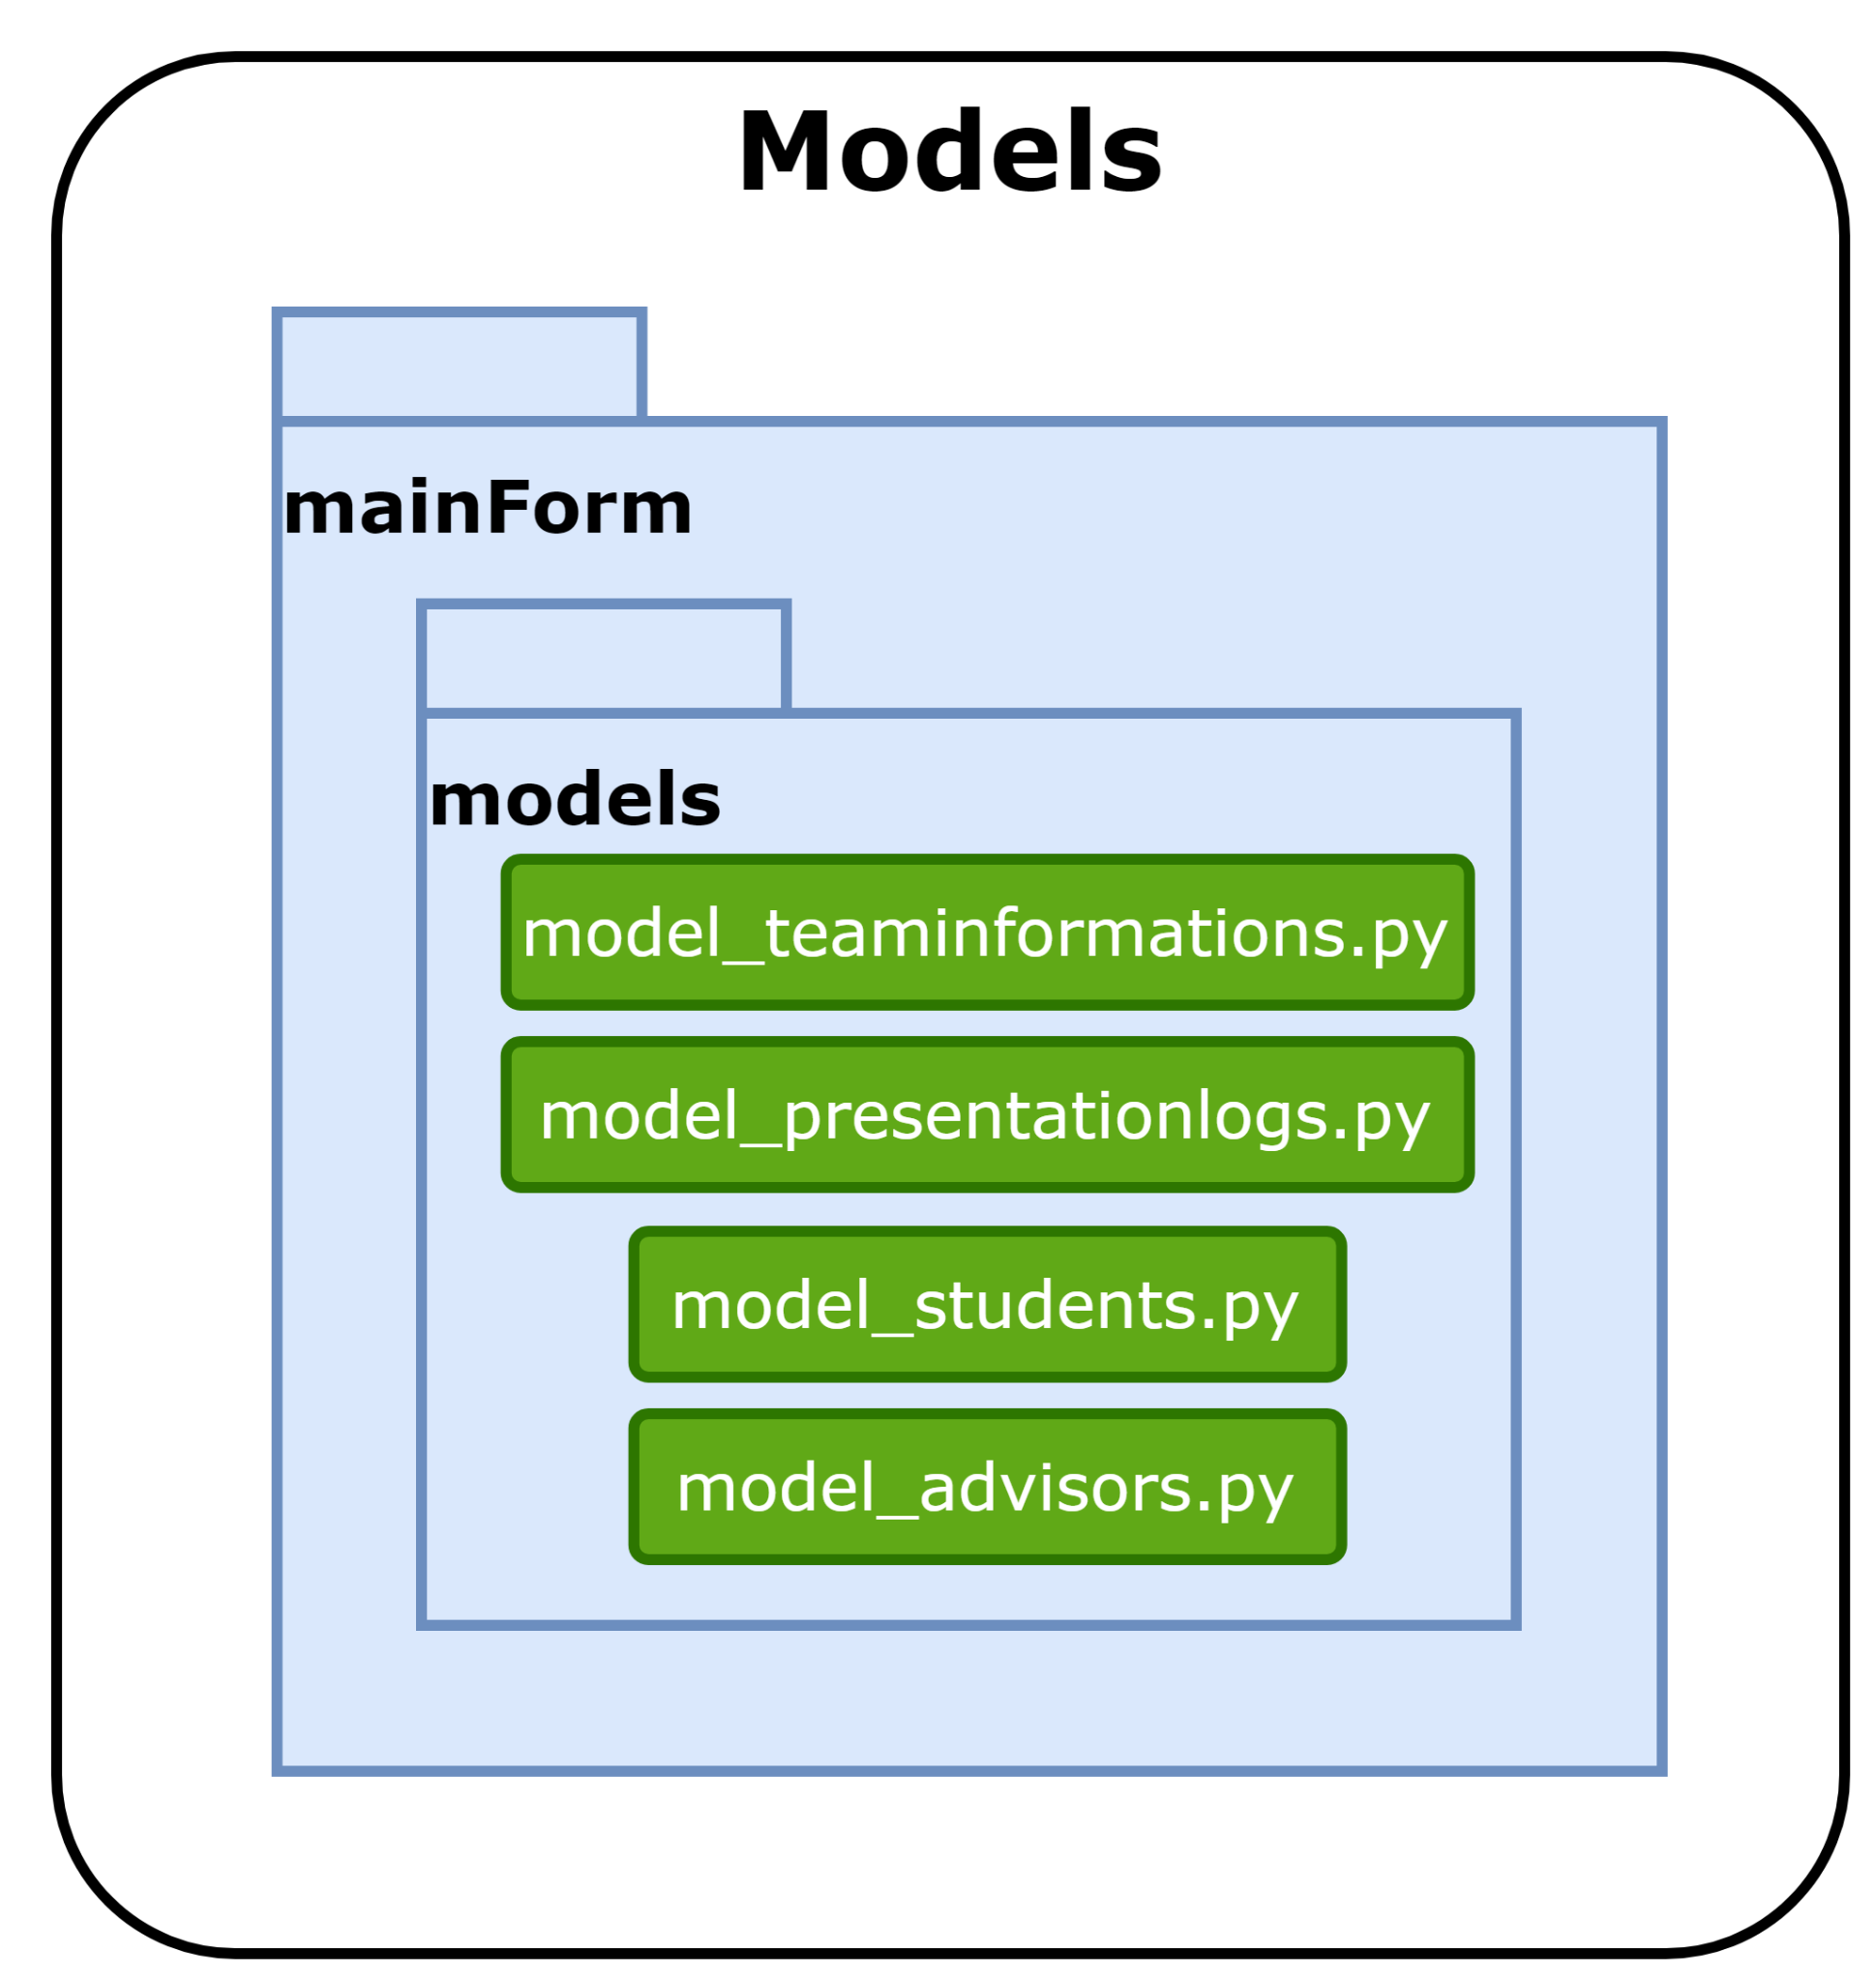 Models
mainForm
models
model_teaminformations.py
model_presentationlogs.py
model_students.py
model_advisors.py